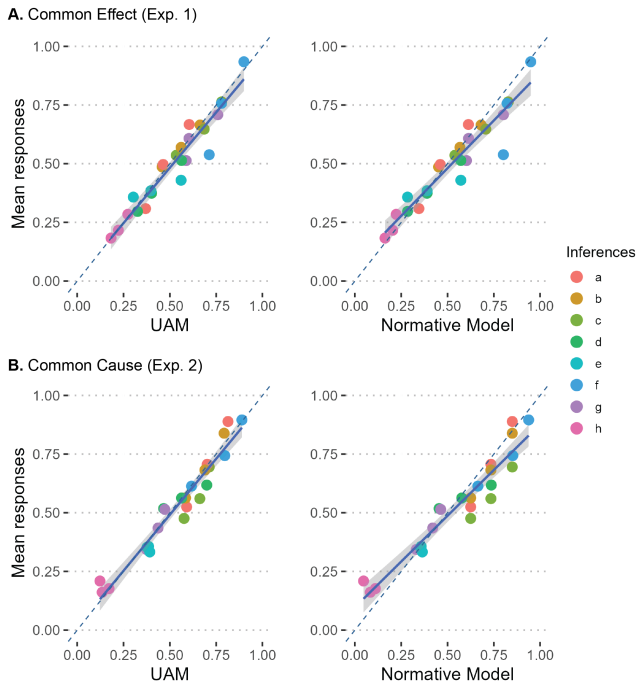 A. Common Effect (Exp. 1)
Mean responses
1.00
0.75
0.50
0.25
0.00
0.00 0.25 0.50 0.75 1.00
UAM
0.00 0.25 0.50 0.75 1.00
Normative Model
1.00
0.75
0.50
0.25
0.00
Inferences
a
b
c
d
e
f
g
h
B. Common Cause (Exp. 2)
Mean responses
1.00
0.75
0.50
0.25
0.00
0.00 0.25 0.50 0.75 1.00
UAM
1.00
0.75
0.50
0.25
0.00
0.00 0.25 0.50 0.75 1.00
Normative Model